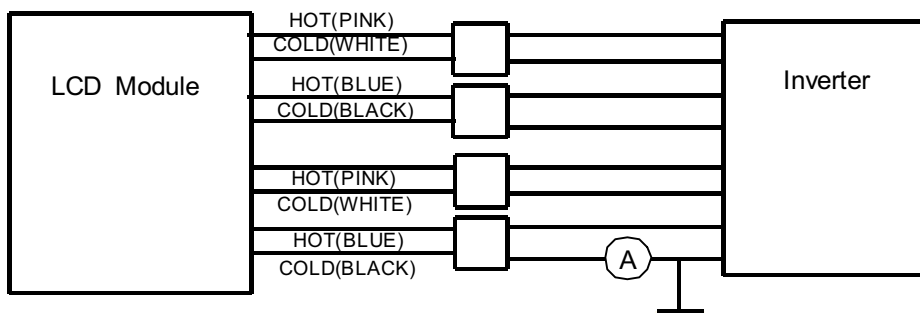 HOT(PINK)
COLD(WHITE)
LCD Module
HOT(BLUE)
COLD(BLACK)
Inverter
HOT(PINK)
COLD(WHITE)
HOT(BLUE)
COLD(BLACK)
A